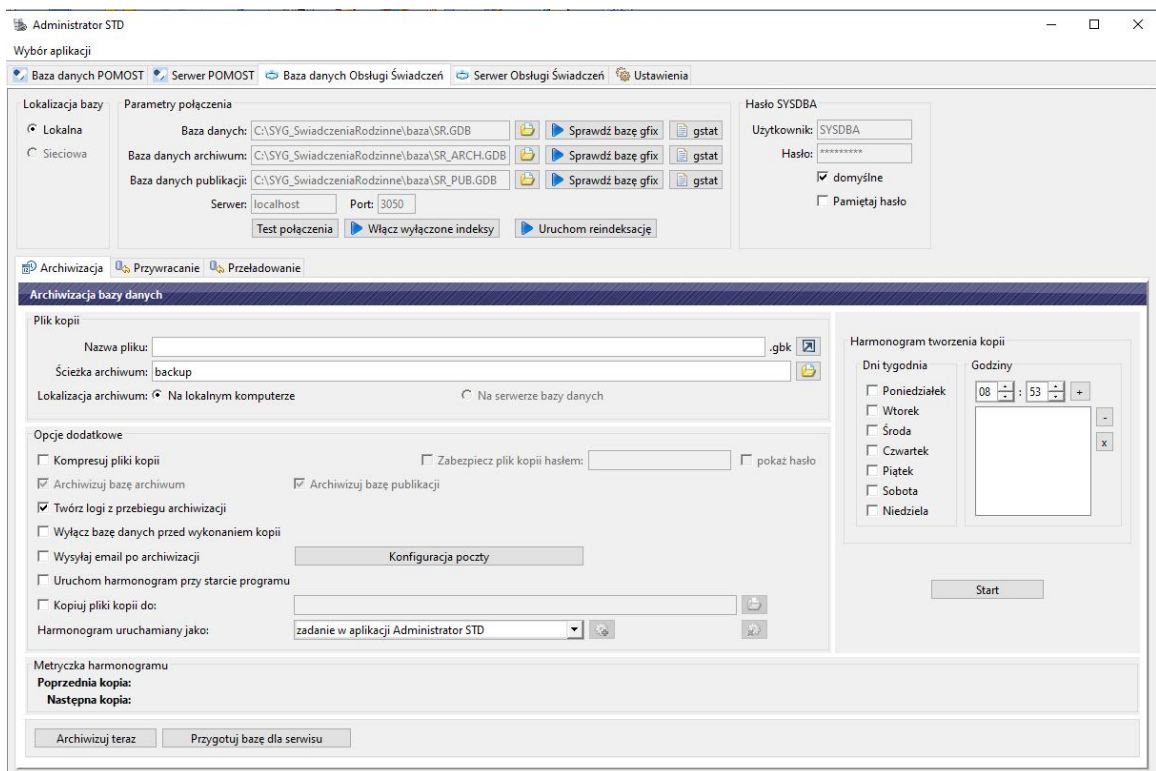 Administrator STD
Wybór aplikacji
Baza danych POMOST Serwer POMOST Baza danych Obsługi Świadczeń Serwer Obsługi Świadczeń Ustawienia
Lokalizacja bazy
Lokalna
Sieciowa
Parametry połączenia
Baza danych: C:\SYG_SwiadczeniaRodzinne\baza\SR.GDB Sprawdź bazę gfix gstat
Baza danych archiwum: C:\SYG_SwiadczeniaRodzinne\baza\SR_ARCH.GDB Sprawdź bazę gfix gstat
Baza danych publikacji: C:\SYG_SwiadczeniaRodzinne\baza\SR_PUB.GDB Sprawdź bazę gfix gstat
Serwer: localhost Port: 3050
Test połączenia Włącz wyłączone indeksy Uruchom reindeksację
Hasło SYSDBA
Użytkownik: SYSDBA
Hasło: *********
domyślne
Pamiętaj hasło
Archiwizacja Przywracanie Przeładowanie
Archiwizacja bazy danych
Plik kopii
Nazwa pliku: .gbk
Ścieżka archiwum: backup
Lokalizacja archiwum: Na lokalnym komputerze Na serwerze bazy danych
Opcje dodatkowe
Kompresuj pliki kopii Zabezpiecz plik kopii hasłem: pokaż hasło
Archiwizuj bazę archiwum Archiwizuj bazę publikacji
Twórz logi z przebiegu archiwizacji
Wyłącz bazę danych przed wykonaniem kopii
Wysyłaj email po archiwizacji Konfiguracja poczty
Uruchom harmonogram przy starcie programu
Kopiuj pliki kopii do:
Harmonogram uruchamiany jako: zadanie w aplikacji Administrator STD
Harmonogram tworzenia kopii
Dni tygodnia
Poniedziałek
Wtorek
Środa
Czwartek
Piątek
Sobota
Niedziela
Godziny
08 : 53 +
-
x
Start
Metryczka harmonogramu
Poprzednia kopia:
Następna kopia:
Archiwizuj teraz Przygotuj bazę dla serwisu